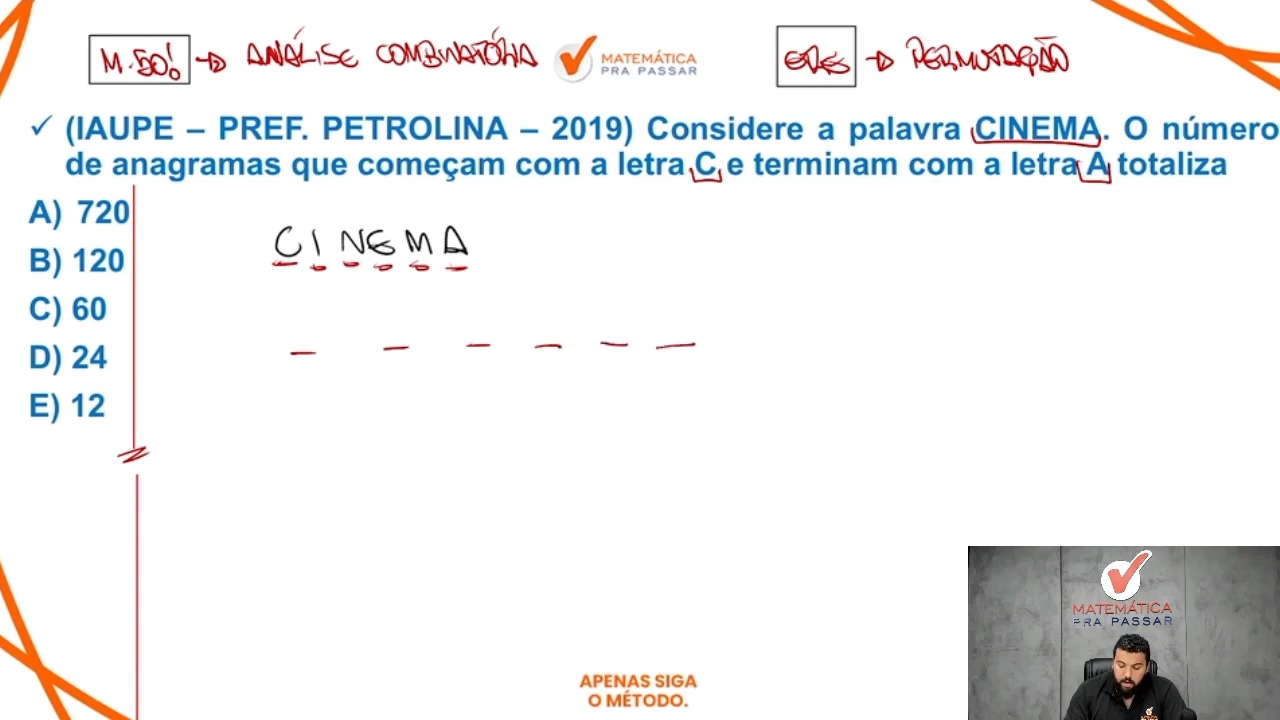 M.50! → ANÁLISE COMBINATÓRIA
MATEMÁTICA
PRA PASSAR
→ PERMUTAÇÃO
✓ (IAUPE – PREF. PETROLINA – 2019) Considere a palavra CINEMA. O número
de anagramas que começam com a letra C e terminam com a letra A totaliza
A) 720
B) 120
C) 60
D) 24
E) 12
CINEMA
MATEMÁTICA
PRA PASSAR
APENAS SIGA
O MÉTODO.